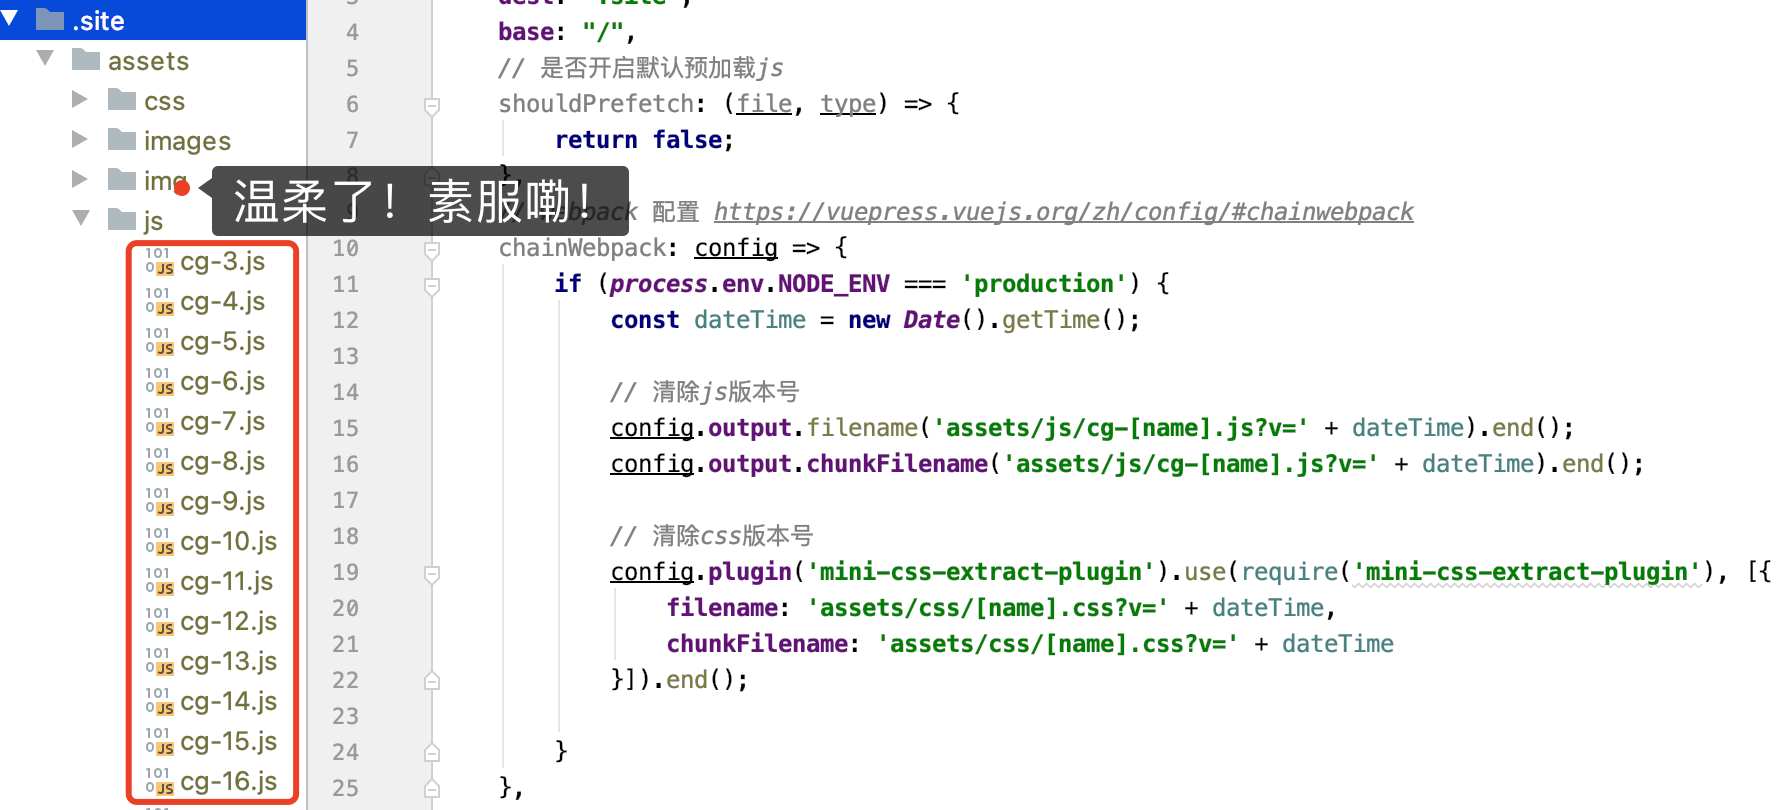 .site
assets
css
images
img
js
cg-3.js
cg-4.js
cg-5.js
cg-6.js
cg-7.js
cg-8.js
cg-9.js
cg-10.js
cg-11.js
cg-12.js
cg-13.js
cg-14.js
cg-15.js
cg-16.js
温柔了！素服嘞！
4 base: "/",
5 // 是否开启默认预加载js
6 shouldPrefetch: (file, type) => {
7 return false;
8 },
pack 配置 https://vuepress.vuejs.org/zh/config/#chainwebpack
10 chainWebpack: config => {
11 if (process.env.NODE_ENV === 'production') {
12 const dateTime = new Date().getTime();
13
14 // 清除js版本号
15 config.output.filename('assets/js/cg-[name].js?v=' + dateTime).end();
16 config.output.chunkFilename('assets/js/cg-[name].js?v=' + dateTime).end();
17
18 // 清除css版本号
19 config.plugin('mini-css-extract-plugin').use(require('mini-css-extract-plugin'), [{
20 filename: 'assets/css/[name].css?v=' + dateTime,
21 chunkFilename: 'assets/css/[name].css?v=' + dateTime
22 }]).end();
23
24 }
25 },